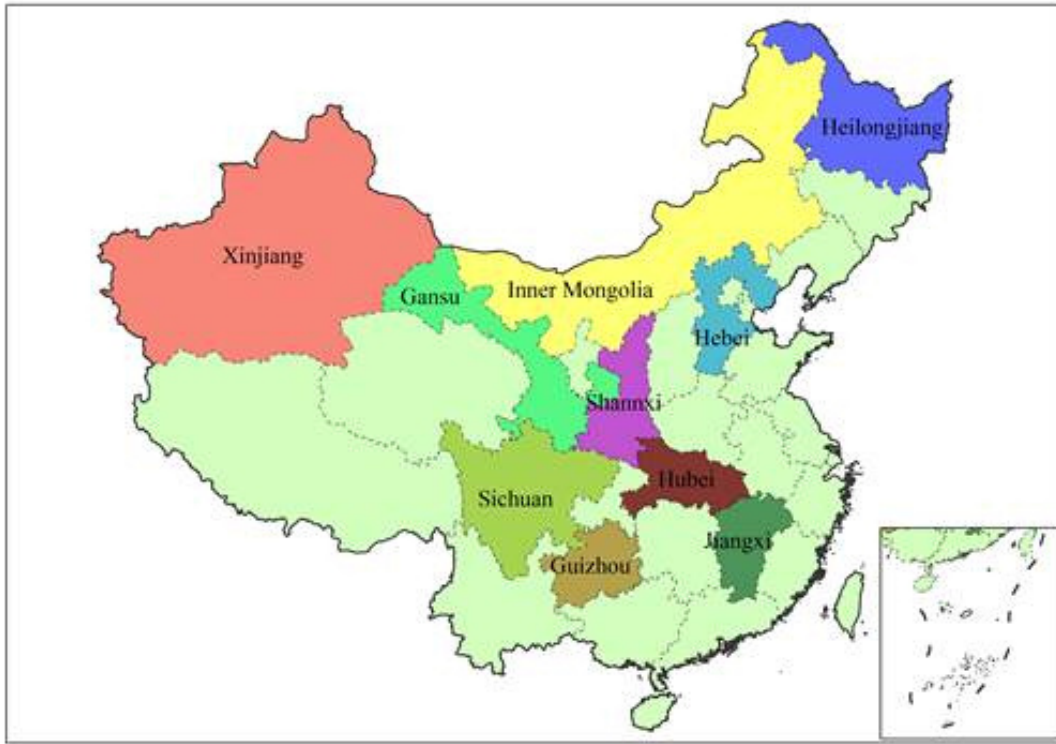 Heilongjiang
Xinjiang
Gansu
Inner Mongolia
Hebei
Shannxi
Hubei
Sichuan
Jiangxi
Guizhou